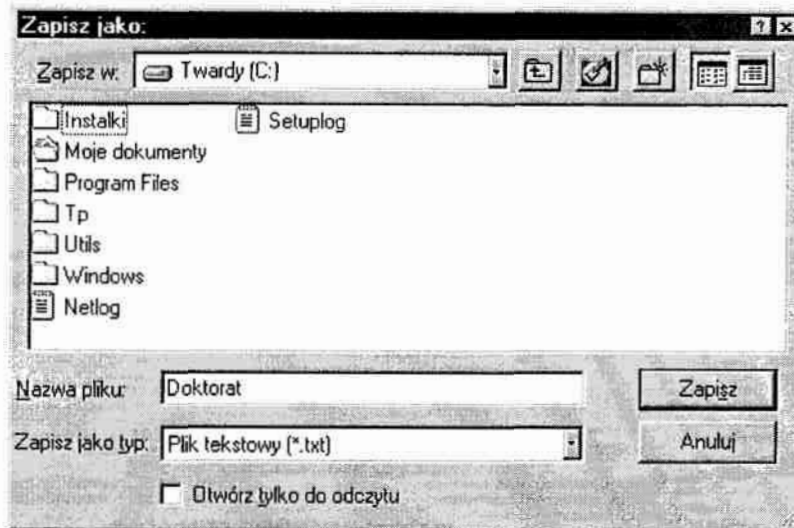 Zapisz jako:
Zapisz w: Twardy (C:)
Instalki Setuplog
Moje dokumenty
Program Files
Tp
Utils
Windows
Netlog
Nazwa pliku: Doktorat Zapisz
Zapisz jako typ: Plik tekstowy (*.txt) Anuluj
Otwórz tylko do odczytu